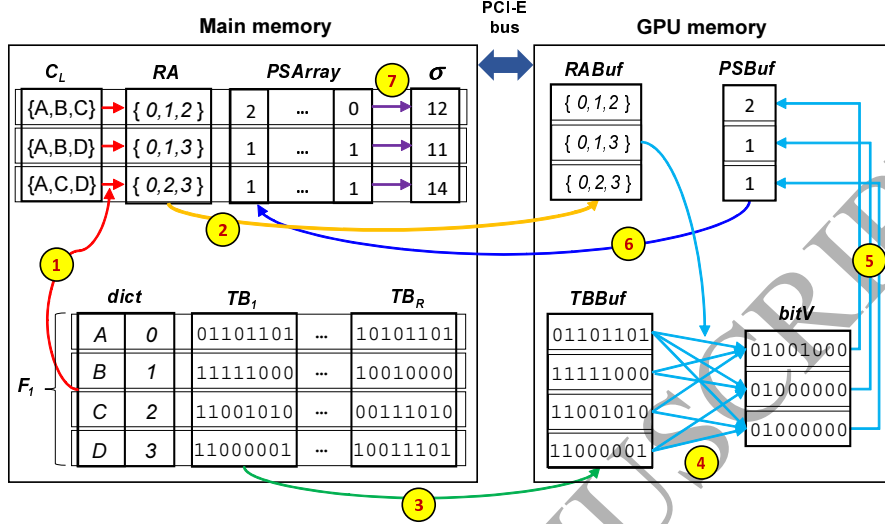 PCI-E
bus
Main memory
GPU memory
C_L RA PSArray 7 σ
{A,B,C} { 0,1,2 } 2 ... 0 12
{A,B,D} { 0,1,3 } 1 ... 1 11
{A,C,D} { 0,2,3 } 1 ... 1 14
RABuf PSBuf
{ 0,1,2 } 2
{ 0,1,3 } 1
{ 0,2,3 } 1
2
6
1
5
dict TB_1 TB_R
F_1
A 0 01101101 ... 10101101
B 1 11111000 ... 10010000
C 2 11001010 ... 00111010
D 3 11000001 ... 10011101
TBBuf bitV
01101101
11111000
11001010
11000001
01001000
01000000
01000000
4
3
USCRIP